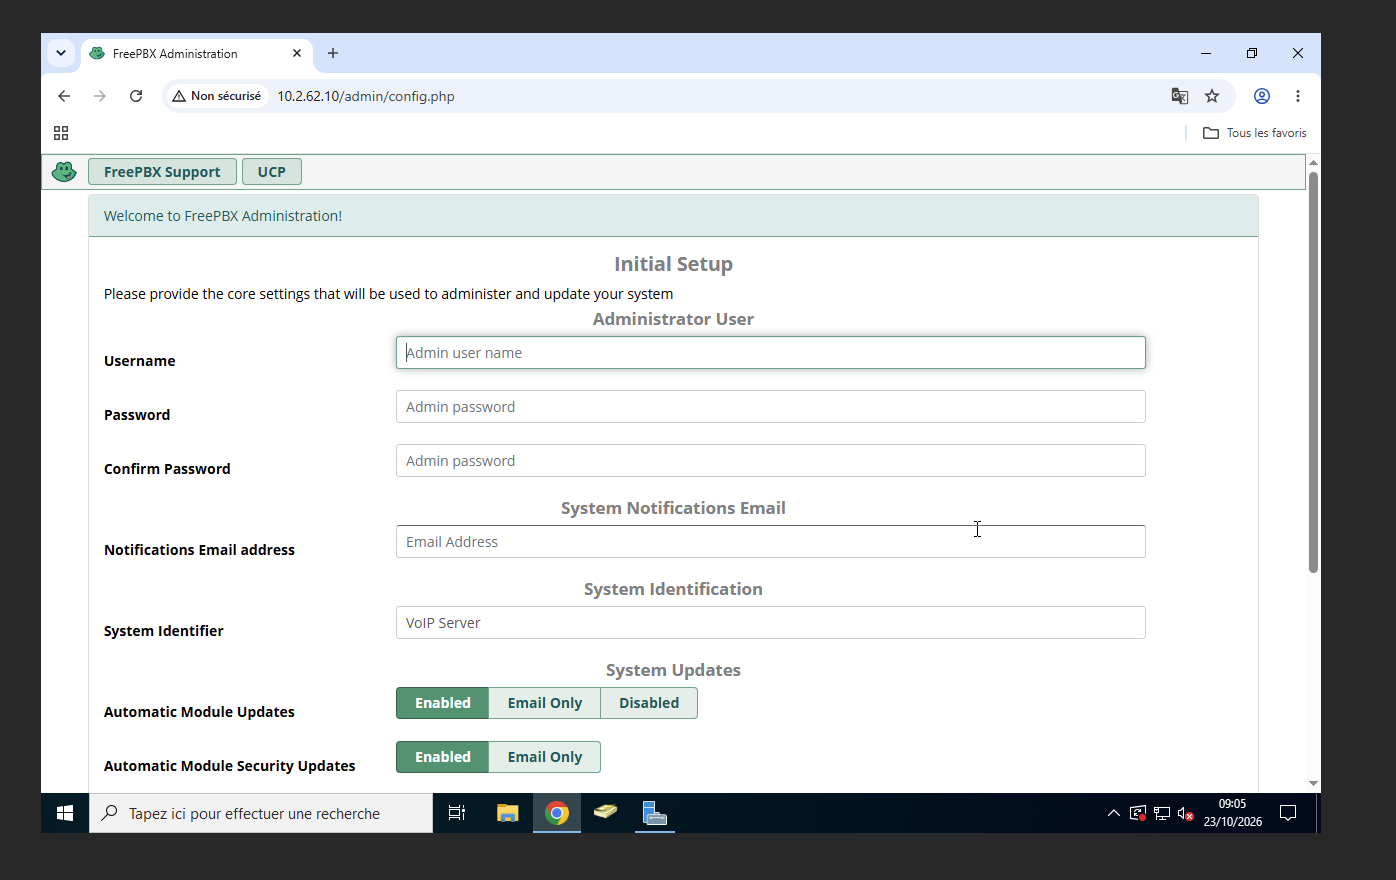 FreePBX Administration
Non sécurisé 10.2.62.10/admin/config.php
Tous les favoris
FreePBX Support UCP
Welcome to FreePBX Administration!
Initial Setup
Please provide the core settings that will be used to administer and update your system
Administrator User
Username Admin user name
Password Admin password
Confirm Password Admin password
System Notifications Email
Notifications Email address Email Address
System Identification
System Identifier VoIP Server
System Updates
Automatic Module Updates Enabled Email Only Disabled
Automatic Module Security Updates Enabled Email Only
Tapez ici pour effectuer une recherche
09:05
23/10/2026